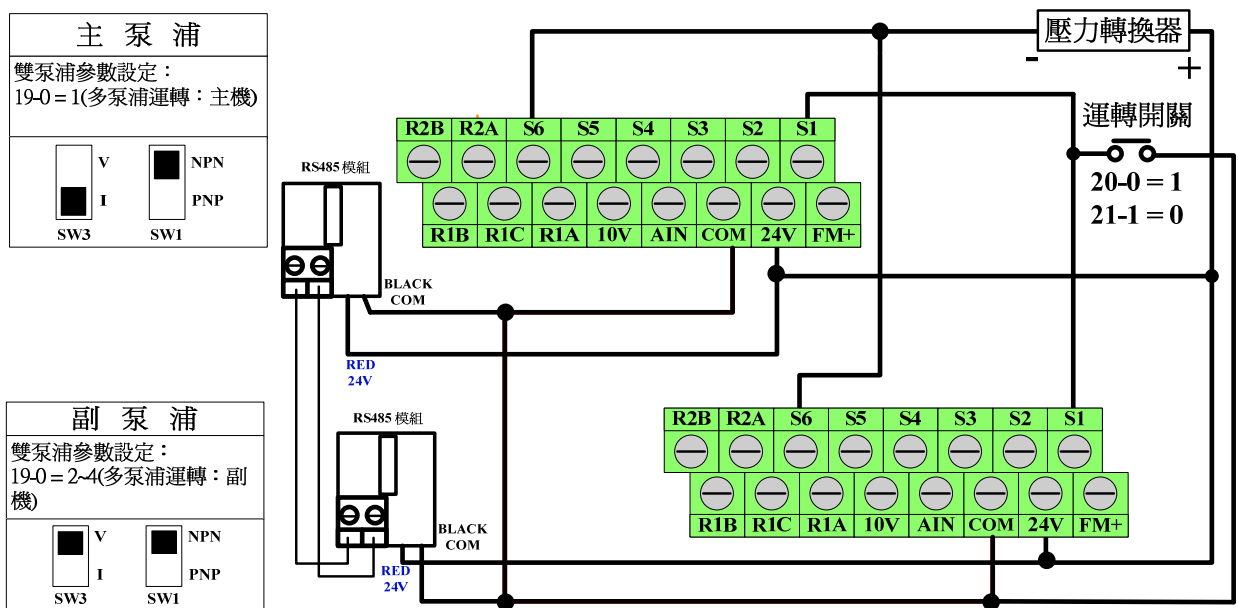 主 泵 浦
雙泵浦參數設定：
19-0 = 1(多泵浦運轉：主機)
V
I
SW3
NPN
PNP
SW1
壓力轉換器
-
+
運轉開關
20-0 = 1
21-1 = 0
R2B R2A S6 S5 S4 S3 S2 S1
R1B R1C R1A 10V AIN COM 24V FM+
RS485 模組
BLACK
COM
RED
24V
副 泵 浦
雙泵浦參數設定：
19-0 = 2~4(多泵浦運轉：副
機)
V
I
SW3
NPN
PNP
SW1
RS485 模組
BLACK
COM
RED
24V
R2B R2A S6 S5 S4 S3 S2 S1
R1B R1C R1A 10V AIN COM 24V FM+